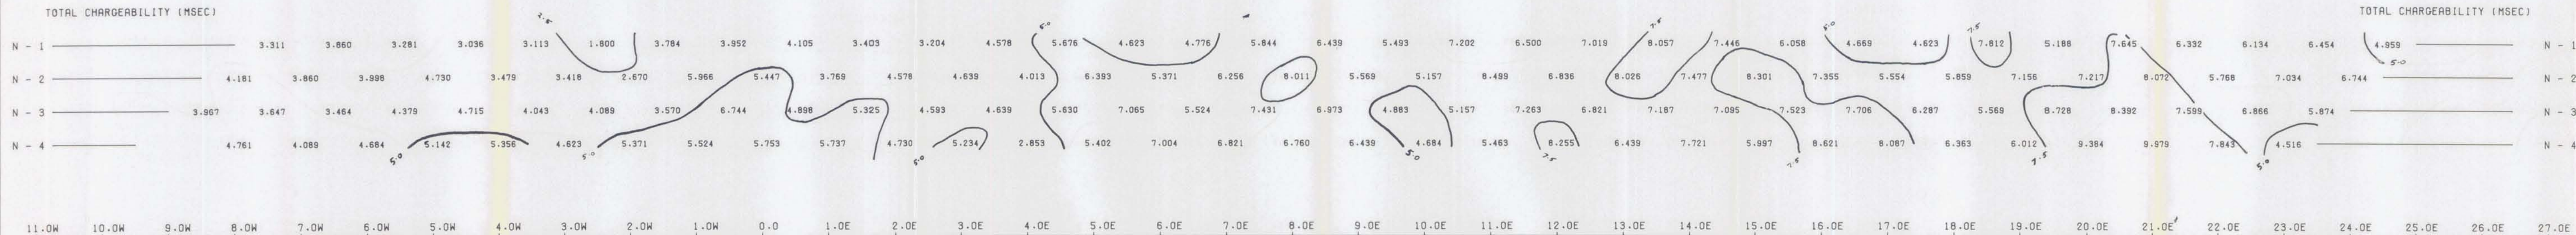 TOTAL CHARGEABILITY (MSEC) TOTAL CHARGEABILITY (MSEC)
N - 1 3.311 3.860 3.281 3.036 3.113 1.800 3.784 3.952 4.105 3.403 3.204 4.578 5.676 4.623 4.776 5.844 6.439 5.493 7.202 6.500 7.019 8.057 7.446 6.058 4.669 4.623 7.812 5.188 7.645 6.332 6.134 6.454 4.959 N - 1
N - 2 4.181 3.860 3.998 4.730 3.479 3.418 2.670 5.966 5.447 3.769 4.578 4.639 4.013 6.393 5.371 6.256 8.011 5.569 5.157 8.499 6.836 8.026 7.477 8.301 7.355 5.554 5.859 7.156 7.217 8.072 5.768 7.034 6.744 N - 2
N - 3 3.967 3.647 3.464 4.379 4.715 4.043 4.089 3.570 6.744 4.898 5.325 4.593 4.639 5.630 7.065 5.524 7.431 6.973 4.883 5.157 7.263 6.821 7.187 7.095 7.523 7.706 6.287 5.569 8.728 8.392 7.599 6.866 5.874 N - 3
N - 4 4.761 4.089 4.684 5.142 5.356 4.623 5.371 5.524 5.753 5.737 4.730 5.234 2.853 5.402 7.004 6.821 6.760 6.439 4.684 5.463 8.255 6.439 7.721 5.997 8.621 8.087 6.363 6.012 9.384 9.979 7.843 4.516 N - 4
11.0W 10.0W 9.0W 8.0W 7.0W 6.0W 5.0W 4.0W 3.0W 2.0W 1.0W 0.0 1.0E 2.0E 3.0E 4.0E 5.0E 6.0E 7.0E 8.0E 9.0E 10.0E 11.0E 12.0E 13.0E 14.0E 15.0E 16.0E 17.0E 18.0E 19.0E 20.0E 21.0E 22.0E 23.0E 24.0E 25.0E 26.0E 27.0E